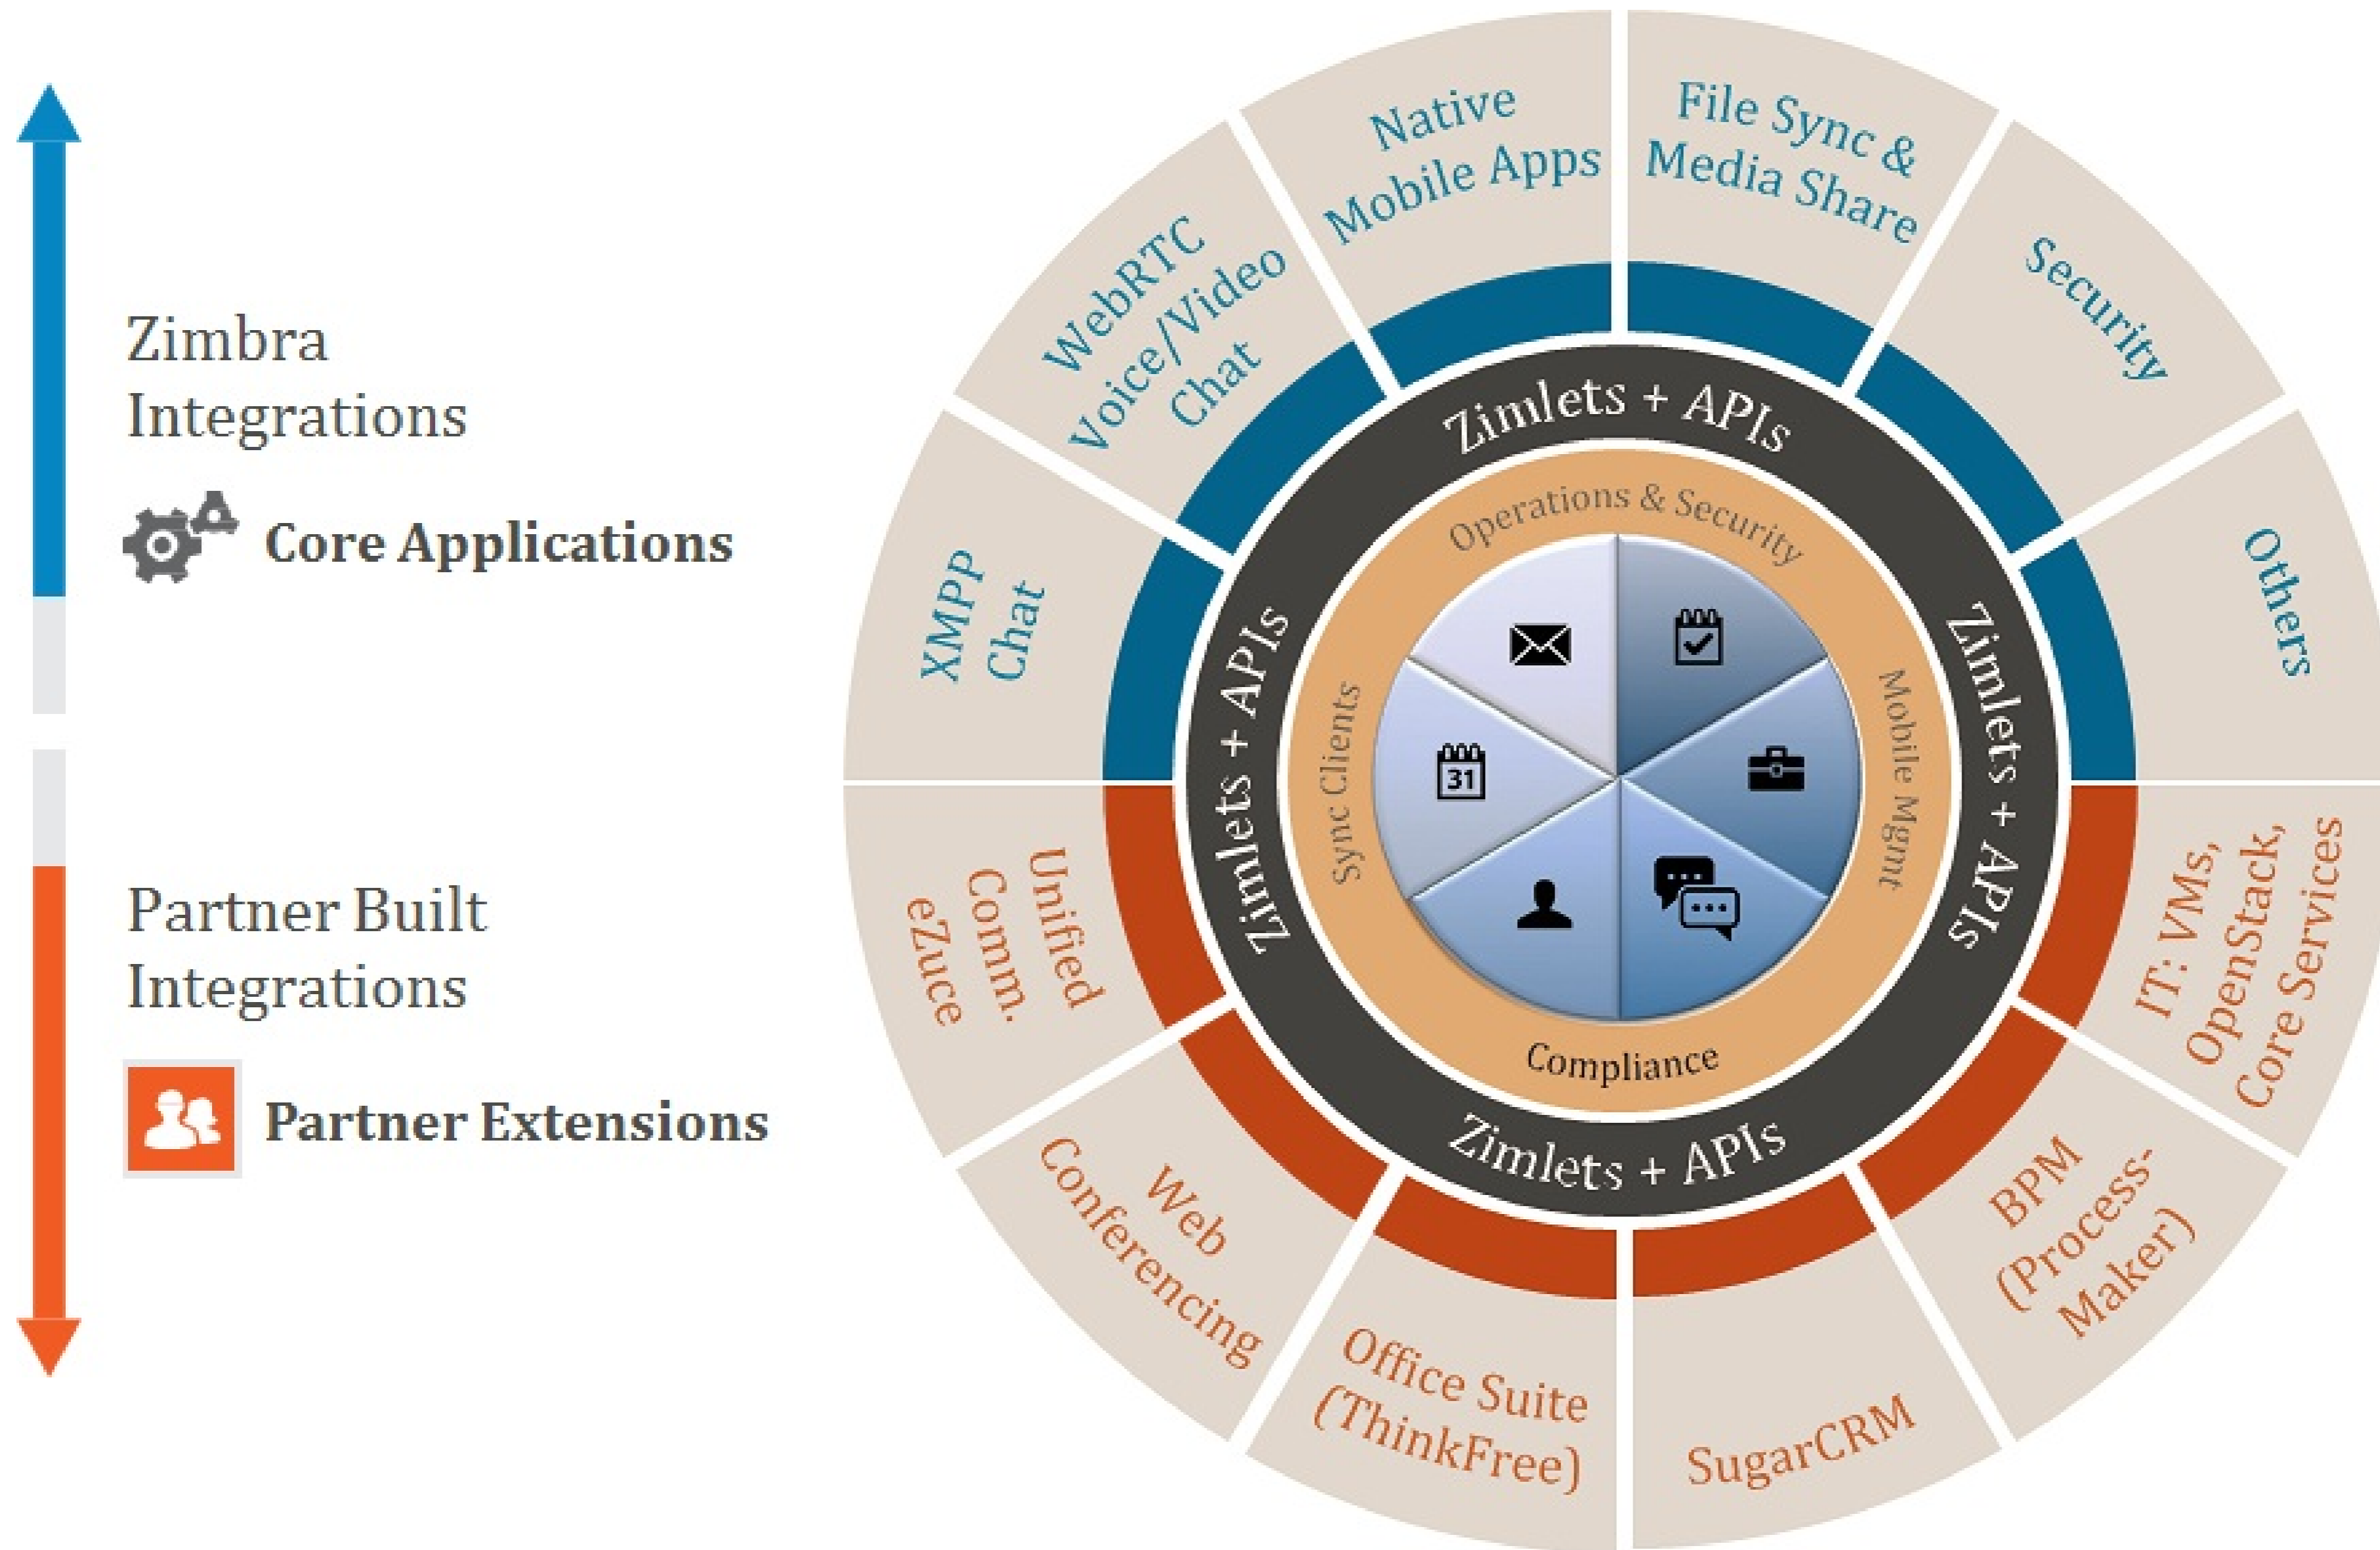 Zimbra
Integrations
Core Applications
Partner Built
Integrations
Partner Extensions
XMPP
Chat
WebRTC
Voice/Video
Chat
Native
Mobile Apps
File Sync &
Media Share
Security
Others
IT: VMs,
OpenStack,
Core Services
BPM
(Process-
Maker)
SugarCRM
Office Suite
(ThinkFree)
Web
Conferencing
Unified
Comm.
eZuce
Zimlets + APIs
Zimlets + APIs
Zimlets + APIs
Zimlets + APIs
Operations & Security
Mobile Mgmt
Compliance
Sync Clients
31